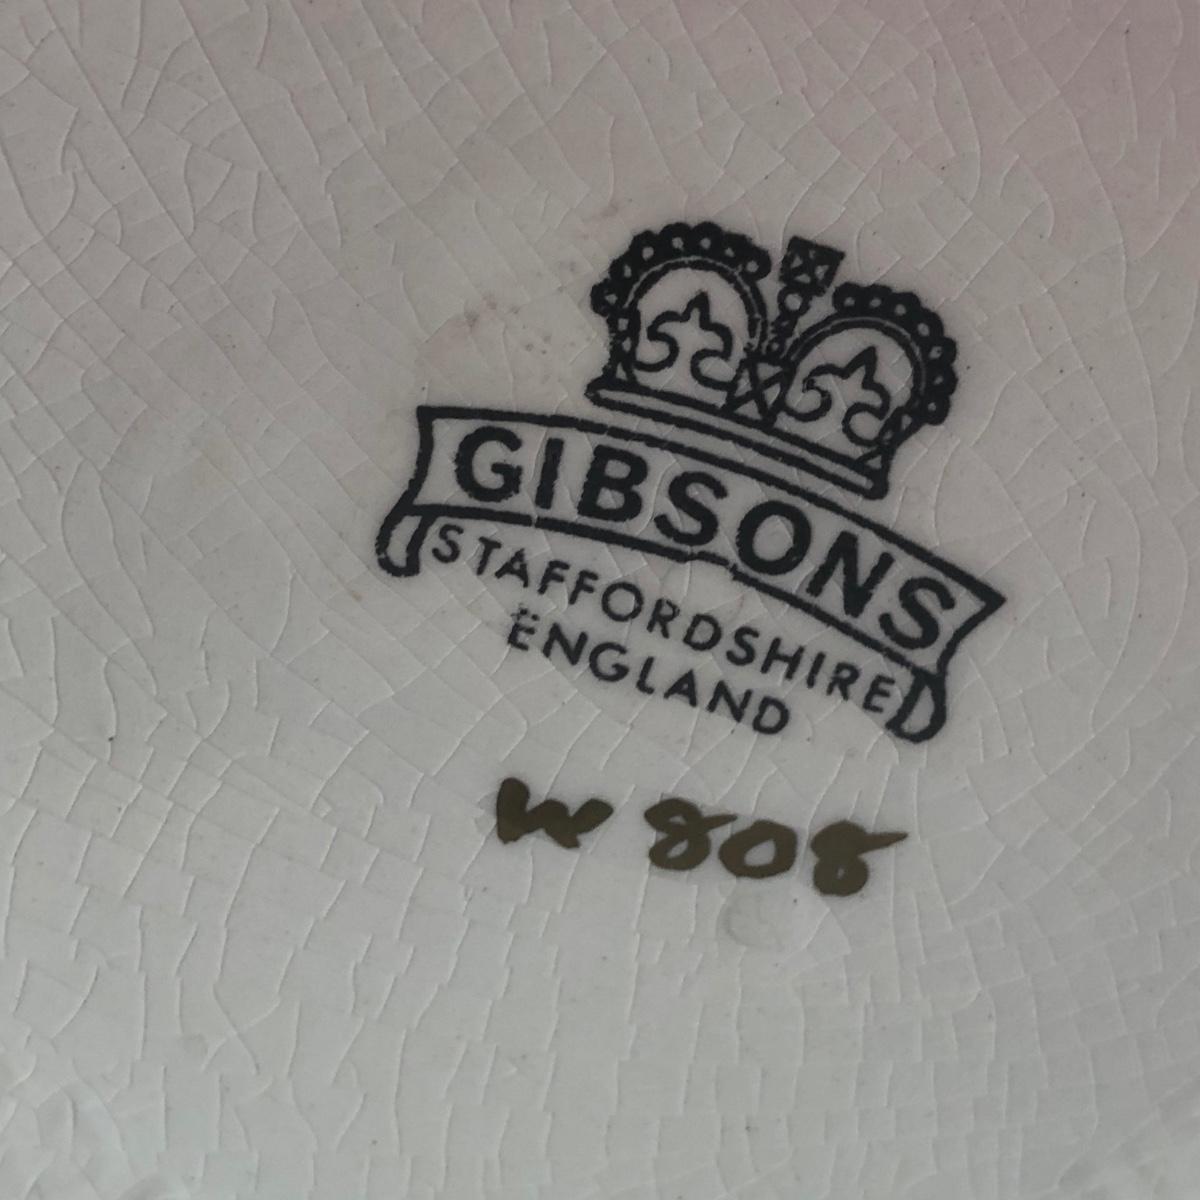 GIBSONS
STAFFORDSHIRE
ENGLAND
W 808